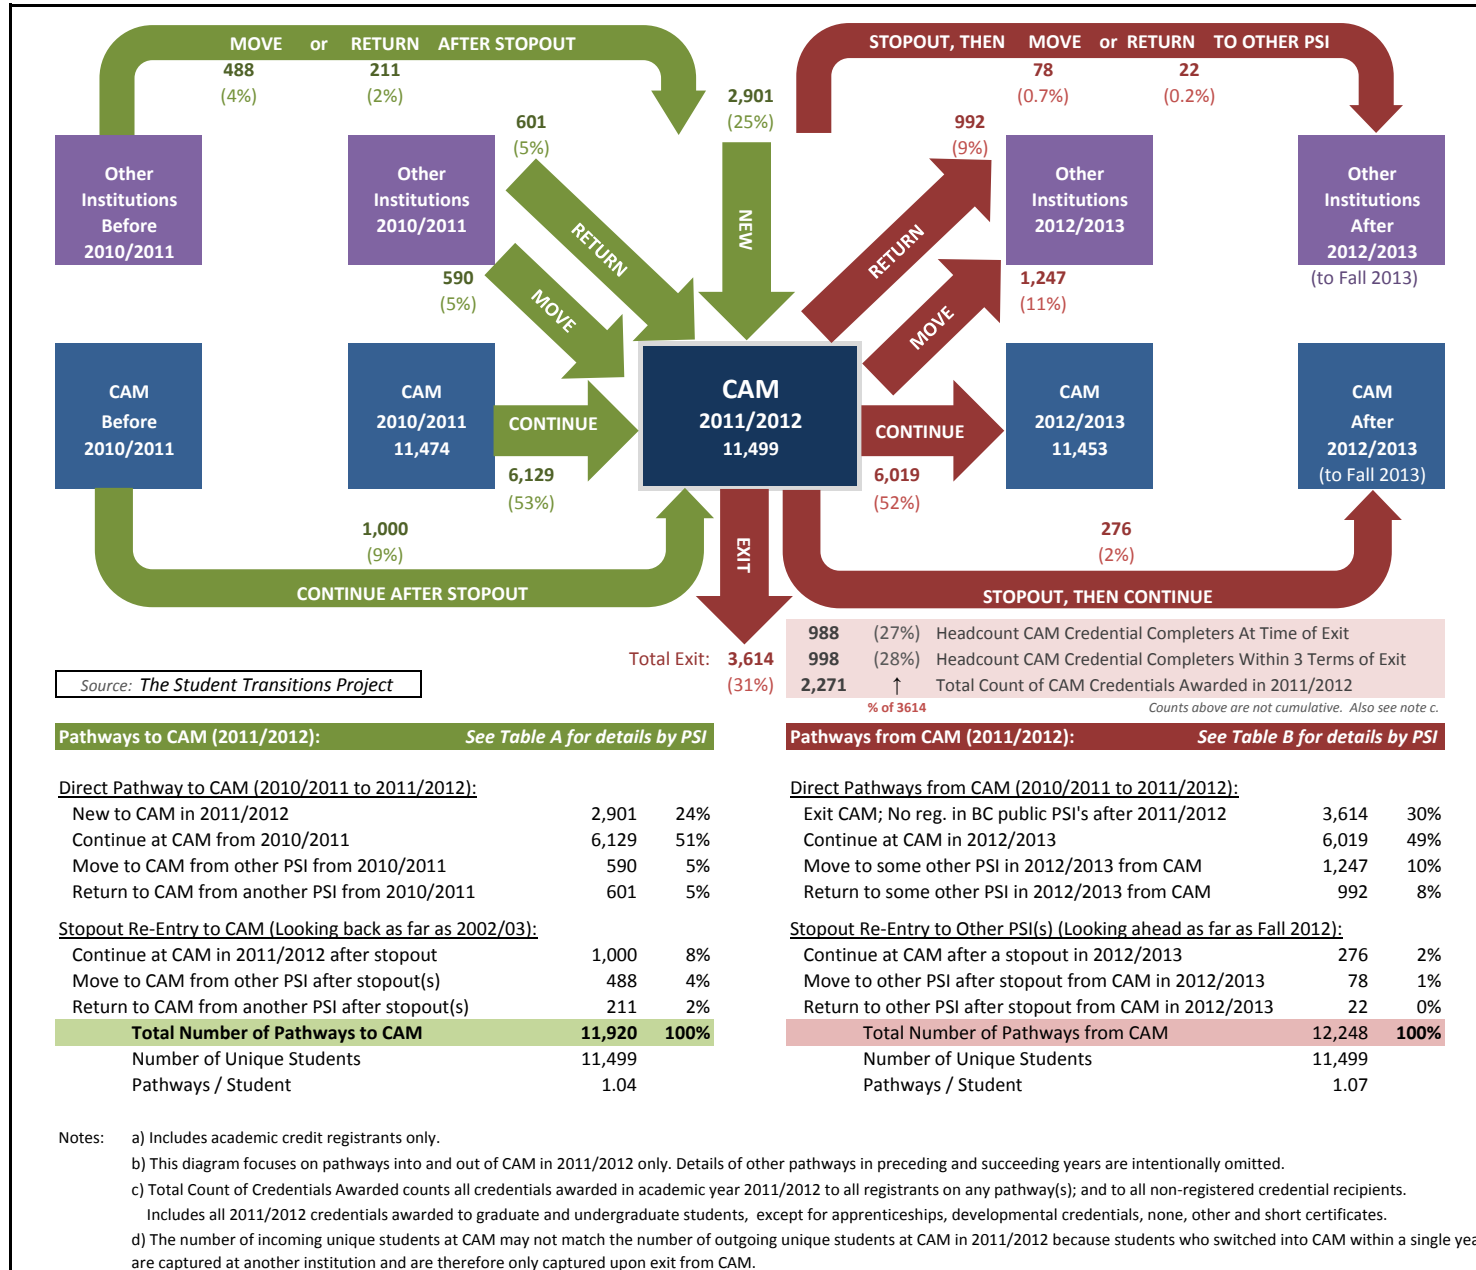 MOVE or RETURN AFTER STOPOUT
488 211
(4%) (2%)
STOPOUT, THEN MOVE or RETURN TO OTHER PSI
78 22
(0.7%) (0.2%)
2,901
(25%)
601
(5%)
992
(9%)
Other
Institutions
Before
2010/2011
Other
Institutions
2010/2011
NEW
Other
Institutions
2012/2013
Other
Institutions
After
2012/2013
(to Fall 2013)
RETURN
RETURN
590
(5%)
MOVE
MOVE
1,247
(11%)
CAM
Before
2010/2011
CAM
2010/2011
11,474
CONTINUE
6,129
(53%)
CAM
2011/2012
11,499
CONTINUE
6,019
(52%)
CAM
2012/2013
11,453
CAM
After
2012/2013
(to Fall 2013)
1,000
(9%)
CONTINUE AFTER STOPOUT
EXIT
276
(2%)
STOPOUT, THEN CONTINUE
Total Exit: 3,614
(31%)
988 (27%) Headcount CAM Credential Completers At Time of Exit
998 (28%) Headcount CAM Credential Completers Within 3 Terms of Exit
2,271 ↑ Total Count of CAM Credentials Awarded in 2011/2012
% of 3614 Counts above are not cumulative. Also see note c.
Source: The Student Transitions Project
Pathways to CAM (2011/2012): See Table A for details by PSI
Direct Pathway to CAM (2010/2011 to 2011/2012):
New to CAM in 2011/2012 2,901 24%
Continue at CAM from 2010/2011 6,129 51%
Move to CAM from other PSI from 2010/2011 590 5%
Return to CAM from another PSI from 2010/2011 601 5%
Stopout Re-Entry to CAM (Looking back as far as 2002/03):
Continue at CAM in 2011/2012 after stopout 1,000 8%
Move to CAM from other PSI after stopout(s) 488 4%
Return to CAM from another PSI after stopout(s) 211 2%
Total Number of Pathways to CAM 11,920 100%
Number of Unique Students 11,499
Pathways / Student 1.04
Pathways from CAM (2011/2012): See Table B for details by PSI
Direct Pathways from CAM (2010/2011 to 2011/2012):
Exit CAM; No reg. in BC public PSI's after 2011/2012 3,614 30%
Continue at CAM in 2012/2013 6,019 49%
Move to some other PSI in 2012/2013 from CAM 1,247 10%
Return to some other PSI in 2012/2013 from CAM 992 8%
Stopout Re-Entry to Other PSI(s) (Looking ahead as far as Fall 2012):
Continue at CAM after a stopout in 2012/2013 276 2%
Move to other PSI after stopout from CAM in 2012/2013 78 1%
Return to other PSI after stopout from CAM in 2012/2013 22 0%
Total Number of Pathways from CAM 12,248 100%
Number of Unique Students 11,499
Pathways / Student 1.07
Notes: a) Includes academic credit registrants only.
b) This diagram focuses on pathways into and out of CAM in 2011/2012 only. Details of other pathways in preceding and succeeding years are intentionally omitted.
c) Total Count of Credentials Awarded counts all credentials awarded in academic year 2011/2012 to all registrants on any pathway(s); and to all non-registered credential recipients.
Includes all 2011/2012 credentials awarded to graduate and undergraduate students, except for apprenticeships, developmental credentials, none, other and short certificates.
d) The number of incoming unique students at CAM may not match the number of outgoing unique students at CAM in 2011/2012 because students who switched into CAM within a single yea
are captured at another institution and are therefore only captured upon exit from CAM.